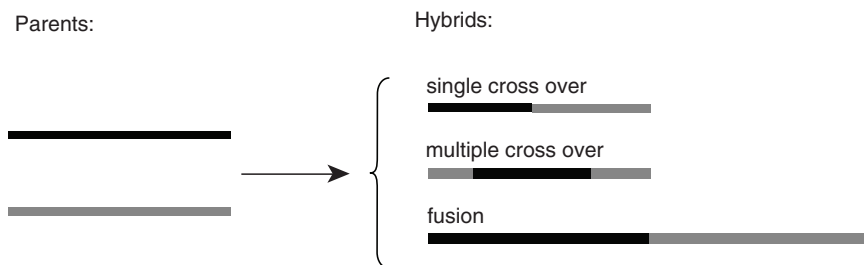 Parents:
Hybrids:
single cross over
multiple cross over
fusion